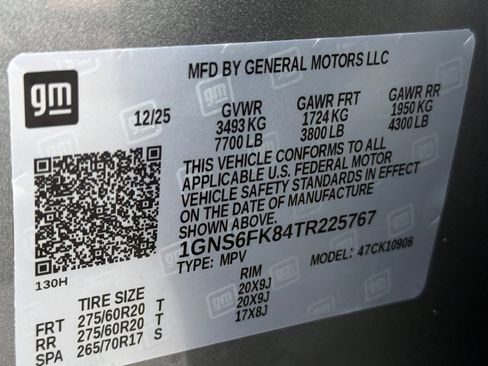 MFD BY GENERAL MOTORS LLC
gm
12/25 GVWR GAWR FRT GAWR RR
3493 KG 1724 KG 1950 KG
7700 LB 3800 LB 4300 LB
THIS VEHICLE CONFORMS TO ALL
APPLICABLE U.S. FEDERAL MOTOR
VEHICLE SAFETY STANDARDS IN EFFECT
ON THE DATE OF MANUFACTURE
SHOWN ABOVE.
1GNS6FK84TR225767
TYPE: MPV MODEL: 47CK10906
130H
TIRE SIZE RIM
FRT 275/60R20 T 20X9J
RR 275/60R20 T 20X9J
SPA 265/70R17 S 17X8J